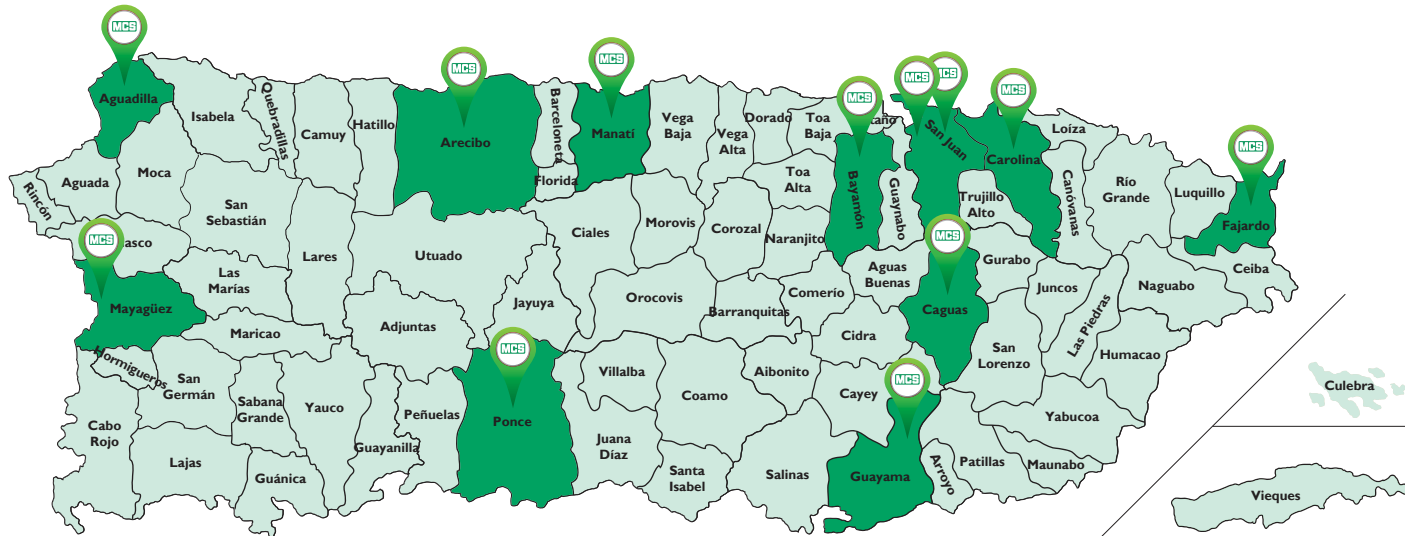 MCS
MCS
MCS
MCS
MCS
MCS
MCS
MCS
MCS
MCS
MCS
MCS
MCS
Aguadilla
Isabela
Quebradillas
Camuy
Hatillo
Arecibo
Barceloneta
Manatí
Vega
Baja
Vega
Alta
Dorado
Toa
Baja
taño
San Juan
Carolina
Loíza
Moca
Florida
Toa
Alta
Bayamón
Guaynabo
Trujillo
Alto
Canóvanas
Río
Grande
Luquillo
Fajardo
Rincón
Aguada
San
Sebastián
asco
Lares
Utuado
Ciales
Morovis
Corozal
Naranjito
Aguas
Buenas
Gurabo
Ceiba
Las
Marías
Mayagüez
Maricao
Adjuntas
Jayuya
Orocovis
Barranquitas
Comerío
Cidra
Caguas
Juncos
Las Piedras
Naguabo
Hormigueros
San
Germán
Sabana
Grande
Yauco
Guayanilla
Peñuelas
Ponce
Villalba
Coamo
Aibonito
Cayey
San
Lorenzo
Humacao
Yabucoa
Culebra
Cabo
Rojo
Lajas
Guánica
Juana
Díaz
Santa
Isabel
Salinas
Guayama
Arroyo
Patillas
Maunabo
Vieques